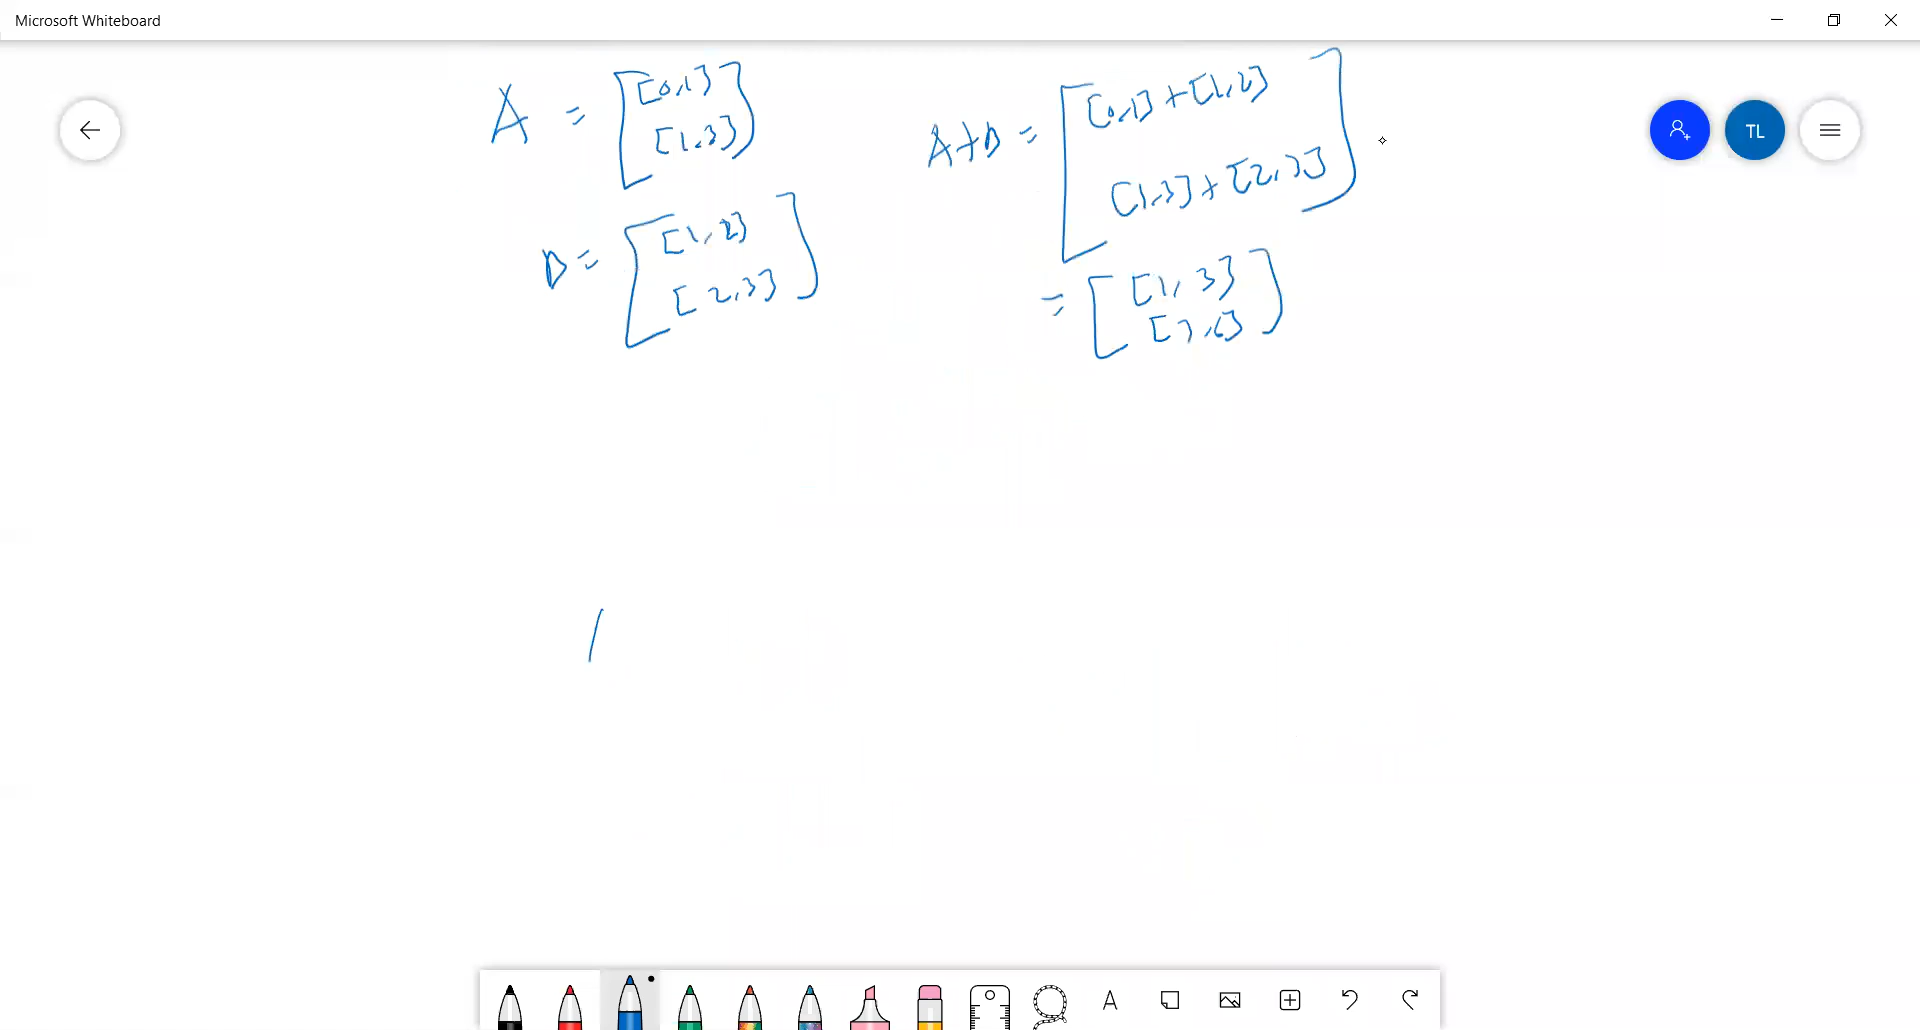 Microsoft Whiteboard
A = [[0,1]
[1,3]]
B = [[1,2]
[2,3]]
A+B = [[0,1]+[1,2]
[1,3]+[2,3]]
= [[1,3]
[3,6]]
TL
/
A